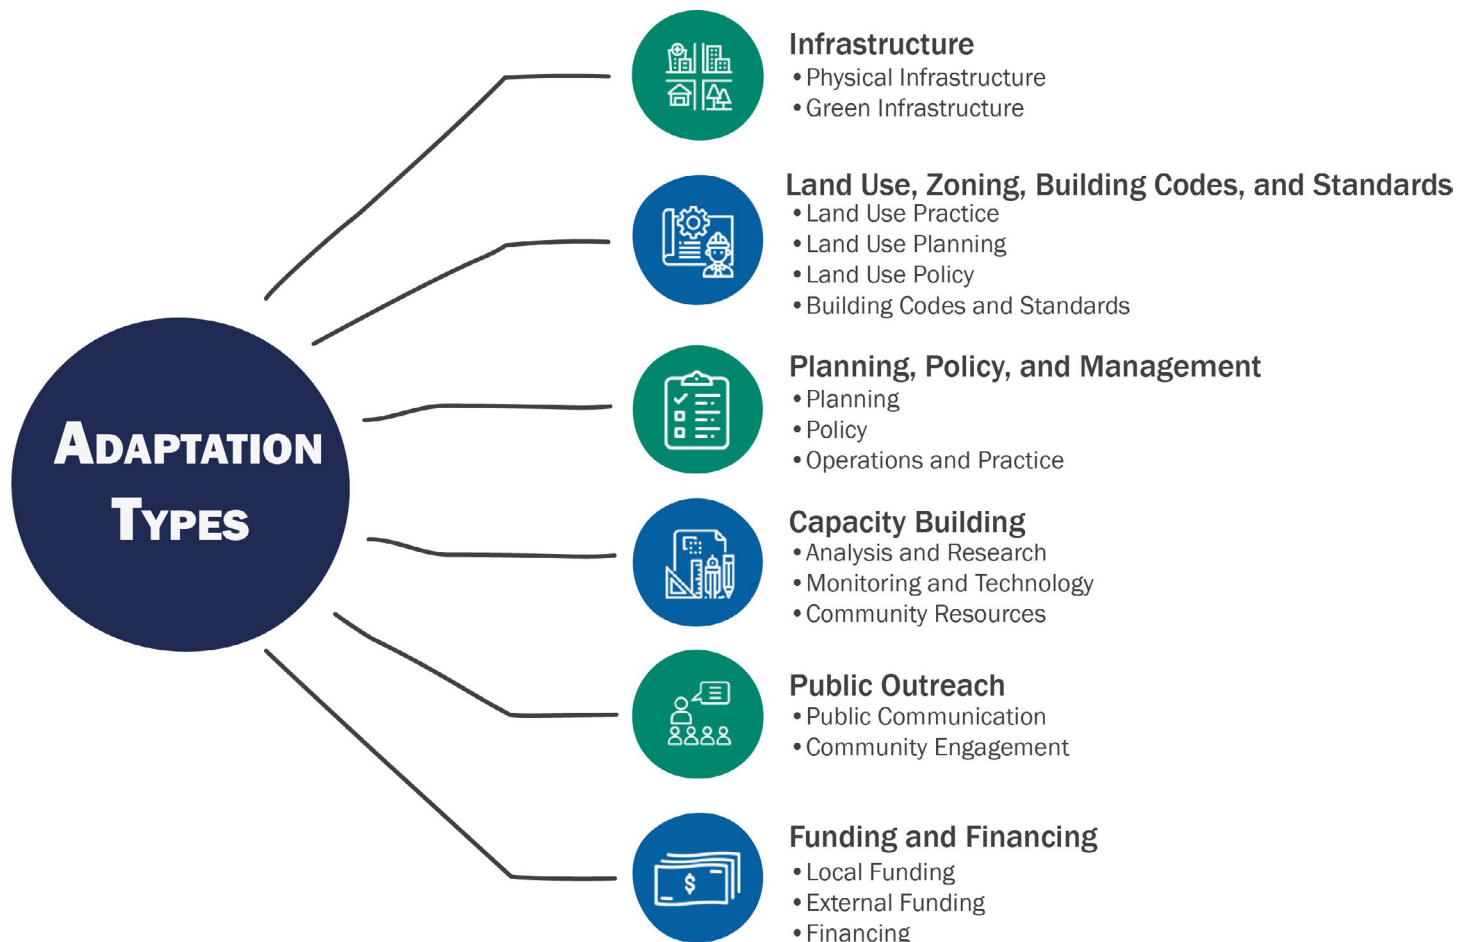 ADAPTATION
TYPES
Infrastructure
• Physical Infrastructure
• Green Infrastructure
Land Use, Zoning, Building Codes, and Standards
• Land Use Practice
• Land Use Planning
• Land Use Policy
• Building Codes and Standards
Planning, Policy, and Management
• Planning
• Policy
• Operations and Practice
Capacity Building
• Analysis and Research
• Monitoring and Technology
• Community Resources
Public Outreach
• Public Communication
• Community Engagement
Funding and Financing
• Local Funding
• External Funding
• Financing
$